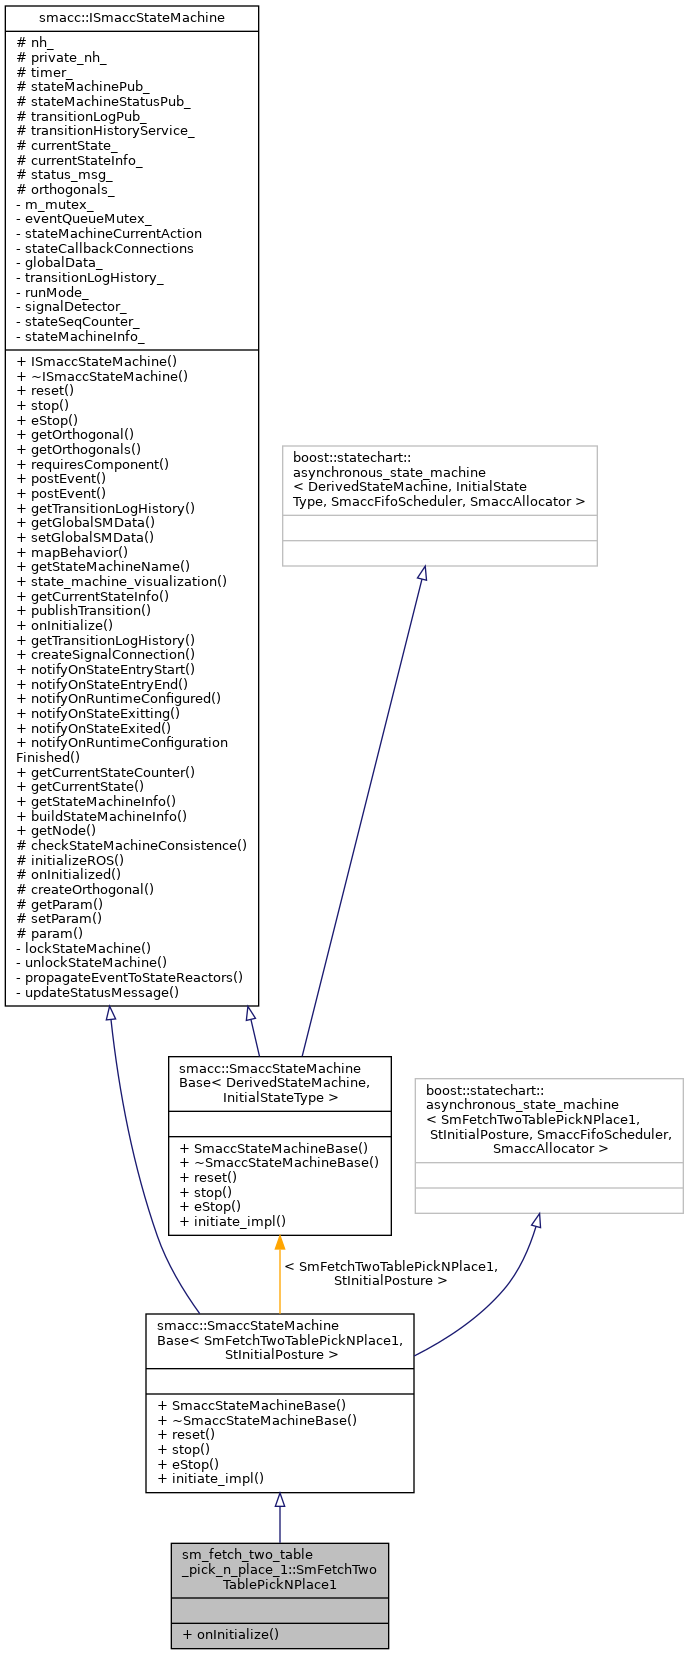 smacc::ISmaccStateMachine
# nh_
# private_nh_
# timer_
# stateMachinePub_
# stateMachineStatusPub_
# transitionLogPub_
# transitionHistoryService_
# currentState_
# currentStateInfo_
# status_msg_
# orthogonals_
- m_mutex_
- eventQueueMutex_
- stateMachineCurrentAction
- stateCallbackConnections
- globalData_
- transitionLogHistory_
- runMode_
- signalDetector_
- stateSeqCounter_
- stateMachineInfo_
+ ISmaccStateMachine()
+ ~ISmaccStateMachine()
+ reset()
+ stop()
+ eStop()
+ getOrthogonal()
+ getOrthogonals()
+ requiresComponent()
+ postEvent()
+ postEvent()
+ getTransitionLogHistory()
+ getGlobalSMData()
+ setGlobalSMData()
+ mapBehavior()
+ getStateMachineName()
+ state_machine_visualization()
+ getCurrentStateInfo()
+ publishTransition()
+ onInitialize()
+ getTransitionLogHistory()
+ createSignalConnection()
+ notifyOnStateEntryStart()
+ notifyOnStateEntryEnd()
+ notifyOnRuntimeConfigured()
+ notifyOnStateExitting()
+ notifyOnStateExited()
+ notifyOnRuntimeConfiguration
Finished()
+ getCurrentStateCounter()
+ getCurrentState()
+ getStateMachineInfo()
+ buildStateMachineInfo()
+ getNode()
# checkStateMachineConsistence()
# initializeROS()
# onInitialized()
# createOrthogonal()
# getParam()
# setParam()
# param()
- lockStateMachine()
- unlockStateMachine()
- propagateEventToStateReactors()
- updateStatusMessage()
boost::statechart::
asynchronous_state_machine
< DerivedStateMachine, InitialState
Type, SmaccFifoScheduler, SmaccAllocator >
smacc::SmaccStateMachine
Base< DerivedStateMachine,
InitialStateType >
+ SmaccStateMachineBase()
+ ~SmaccStateMachineBase()
+ reset()
+ stop()
+ eStop()
+ initiate_impl()
boost::statechart::
asynchronous_state_machine
< SmFetchTwoTablePickNPlace1,
StInitialPosture, SmaccFifoScheduler,
SmaccAllocator >
< SmFetchTwoTablePickNPlace1,
StInitialPosture >
smacc::SmaccStateMachine
Base< SmFetchTwoTablePickNPlace1,
StInitialPosture >
+ SmaccStateMachineBase()
+ ~SmaccStateMachineBase()
+ reset()
+ stop()
+ eStop()
+ initiate_impl()
sm_fetch_two_table
_pick_n_place_1::SmFetchTwo
TablePickNPlace1
+ onInitialize()